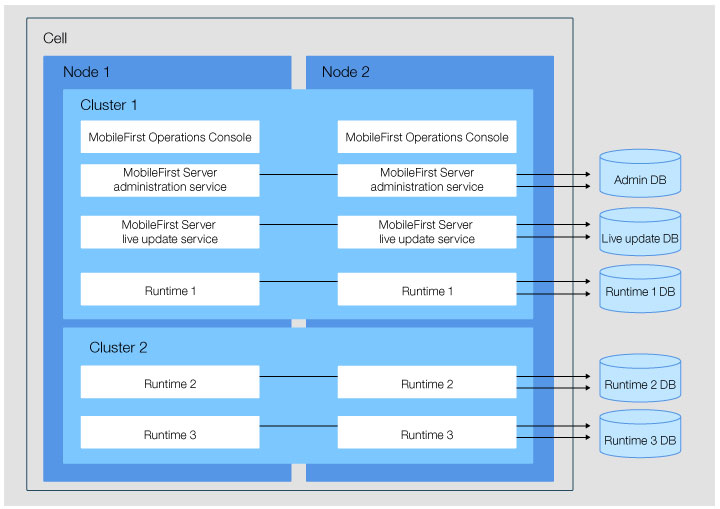 Cell
Node 1
Node 2
Cluster 1
MobileFirst Operations Console
MobileFirst Operations Console
MobileFirst Server
administration service
MobileFirst Server
administration service
Admin DB
MobileFirst Server
live update service
MobileFirst Server
live update service
Live update DB
Runtime 1
Runtime 1
Runtime 1 DB
Cluster 2
Runtime 2
Runtime 2
Runtime 2 DB
Runtime 3
Runtime 3
Runtime 3 DB